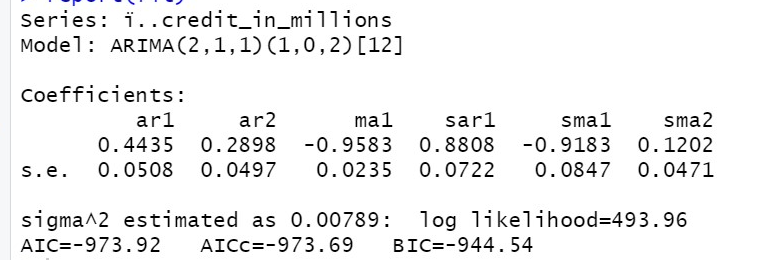 Series: ï..credit_in_millions
Model: ARIMA(2,1,1)(1,0,2)[12]
Coefficients:
ar1 ar2 ma1 sar1 sma1 sma2
0.4435 0.2898 -0.9583 0.8808 -0.9183 0.1202
s.e. 0.0508 0.0497 0.0235 0.0722 0.0847 0.0471
sigma^2 estimated as 0.00789: log likelihood=493.96
AIC=-973.92 AICc=-973.69 BIC=-944.54